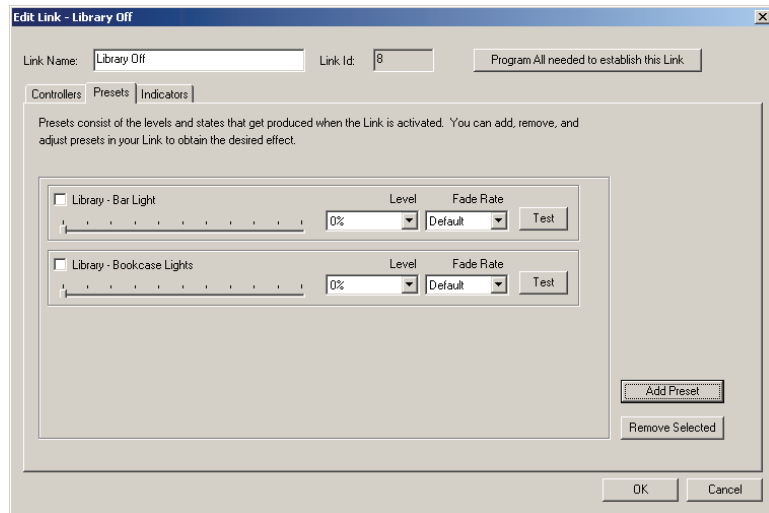 Edit Link - Library Off
Link Name: Library Off Link Id: 8 Program All needed to establish this Link
Controllers Presets Indicators
Presets consist of the levels and states that get produced when the Link is activated. You can add, remove, and
adjust presets in your Link to obtain the desired effect.
Library - Bar Light Level Fade Rate
0% Default Test
Library - Bookcase Lights Level Fade Rate
0% Default Test
Add Preset
Remove Selected
OK Cancel